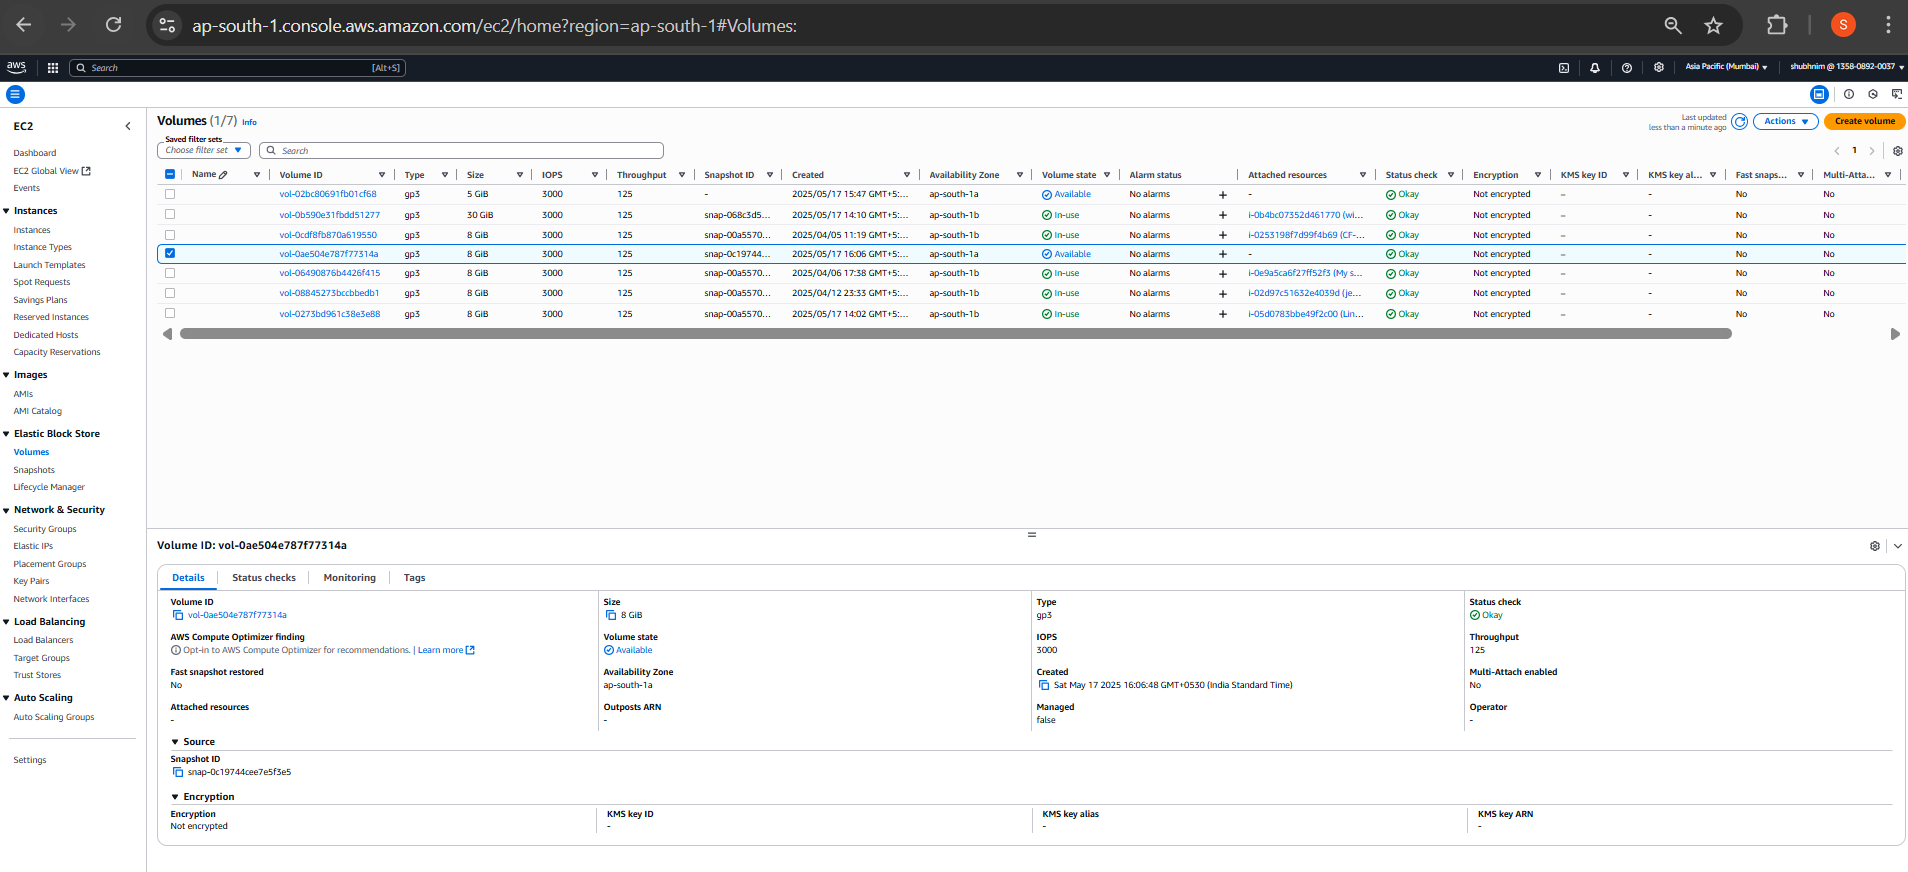 ap-south-1.console.aws.amazon.com/ec2/home?region=ap-south-1#Volumes:
S
aws
Search
[Alt+S]
Asia Pacific (Mumbai)
shubhnim @ 1358-0892-0037
EC2
Dashboard
EC2 Global View
Events
Instances
Instances
Instance Types
Launch Templates
Spot Requests
Savings Plans
Reserved Instances
Dedicated Hosts
Capacity Reservations
Images
AMIs
AMI Catalog
Elastic Block Store
Volumes
Snapshots
Lifecycle Manager
Network & Security
Security Groups
Elastic IPs
Placement Groups
Key Pairs
Network Interfaces
Load Balancing
Load Balancers
Target Groups
Trust Stores
Auto Scaling
Auto Scaling Groups
Settings
Volumes (1/7) Info
Last updated
less than a minute ago
Actions
Create volume
Saved filter sets
Choose filter set
Search
1
Name Volume ID Type Size IOPS Throughput Snapshot ID Created Availability Zone Volume state Alarm status Attached resources Status check Encryption KMS key ID KMS key al... Fast snaps... Multi-Atta...
vol-02bc80691fb01cf68 gp3 5 GiB 3000 125 - 2025/05/17 15:47 GMT+5:... ap-south-1a Available No alarms + - Okay Not encrypted – - No No
vol-0b590e31fbdd51277 gp3 30 GiB 3000 125 snap-068c3d5... 2025/05/17 14:10 GMT+5:... ap-south-1b In-use No alarms + i-0b4bc07352d461770 (wi... Okay Not encrypted – - No No
vol-0cdf8fb870a619550 gp3 8 GiB 3000 125 snap-00a5570... 2025/04/05 11:19 GMT+5:... ap-south-1b In-use No alarms + i-0253198f7d99f4b69 (CF-... Okay Not encrypted – - No No
vol-0ae504e787f77314a gp3 8 GiB 3000 125 snap-0c19744... 2025/05/17 16:06 GMT+5:... ap-south-1a Available No alarms + - Okay Not encrypted – - No No
vol-06490876b4426f415 gp3 8 GiB 3000 125 snap-00a5570... 2025/04/06 17:38 GMT+5:... ap-south-1b In-use No alarms + i-0e9a5ca6f27ff52f3 (My s... Okay Not encrypted – - No No
vol-08845273bccbbedb1 gp3 8 GiB 3000 125 snap-00a5570... 2025/04/12 23:33 GMT+5:... ap-south-1b In-use No alarms + i-02d97c51632e4039d (je... Okay Not encrypted – - No No
vol-0273bd961c38e3e88 gp3 8 GiB 3000 125 snap-00a5570... 2025/05/17 14:02 GMT+5:... ap-south-1b In-use No alarms + i-05d0783bbe49f2c00 (Lin... Okay Not encrypted – - No No
Volume ID: vol-0ae504e787f77314a
Details Status checks Monitoring Tags
Volume ID
vol-0ae504e787f77314a
Size
8 GiB
Type
gp3
Status check
Okay
AWS Compute Optimizer finding
Opt-in to AWS Compute Optimizer for recommendations. | Learn more
Volume state
Available
IOPS
3000
Throughput
125
Fast snapshot restored
No
Availability Zone
ap-south-1a
Created
Sat May 17 2025 16:06:48 GMT+0530 (India Standard Time)
Multi-Attach enabled
No
Attached resources
-
Outposts ARN
-
Managed
false
Operator
-
Source
Snapshot ID
snap-0c19744cee7e5f3e5
Encryption
Encryption
Not encrypted
KMS key ID
-
KMS key alias
-
KMS key ARN
-